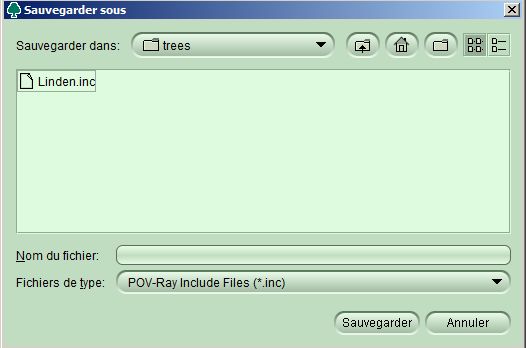 Sauvegarder sous
Sauvegarder dans: trees
Linden.inc
Nom du fichier:
Fichiers de type: POV-Ray Include Files (*.inc)
Sauvegarder Annuler